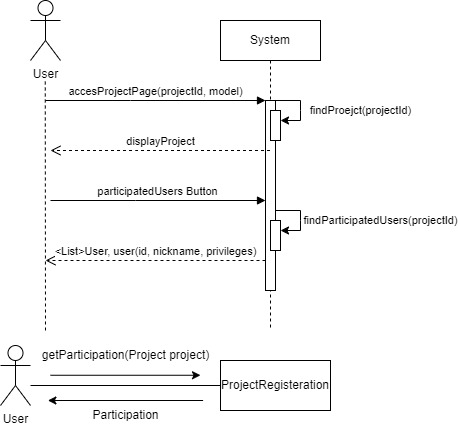 User
System
accesProjectPage(projectId, model)
findProejct(projectId)
displayProject
participatedUsers Button
findParticipatedUsers(projectId)
<List>User, user(id, nickname, privileges)
getParticipation(Project project)
ProjectRegisteration
User
Participation